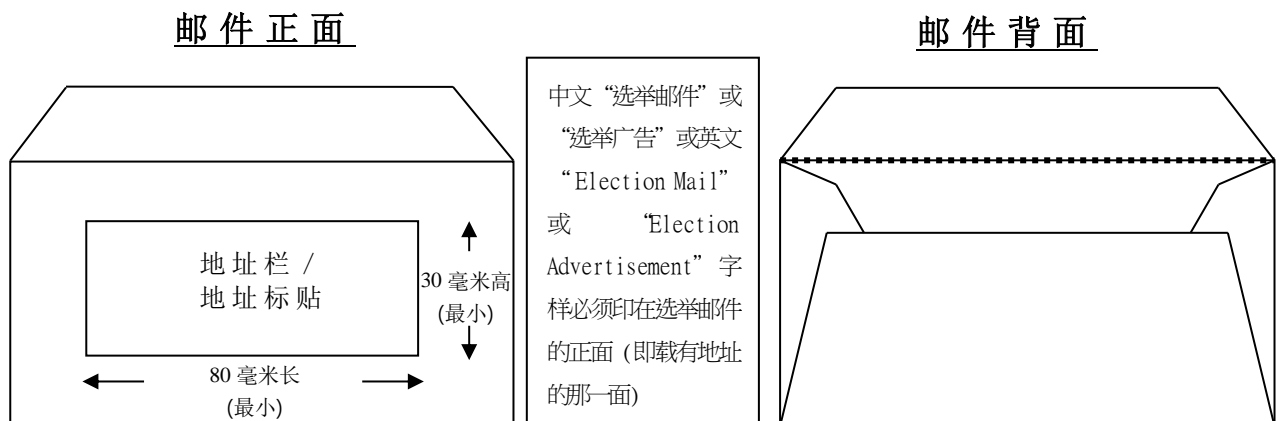 邮件正面
地址栏 /
地址标贴
30 毫米高
(最小)
80 毫米长
(最小)
中文“选举邮件”或
“选举广告”或英文
“Election Mail”
或 “Election
Advertisement”字
样必须印在选举邮件
的正面 (即载有地址
的那一面)
邮件背面